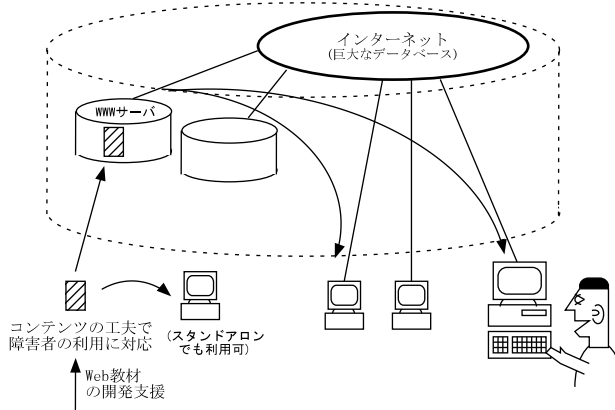 インターネット
(巨大なデータベース)
WWWサーバ
コンテンツの工夫で
障害者の利用に対応
(スタンドアロン
でも利用可)
Web教材
の開発支援